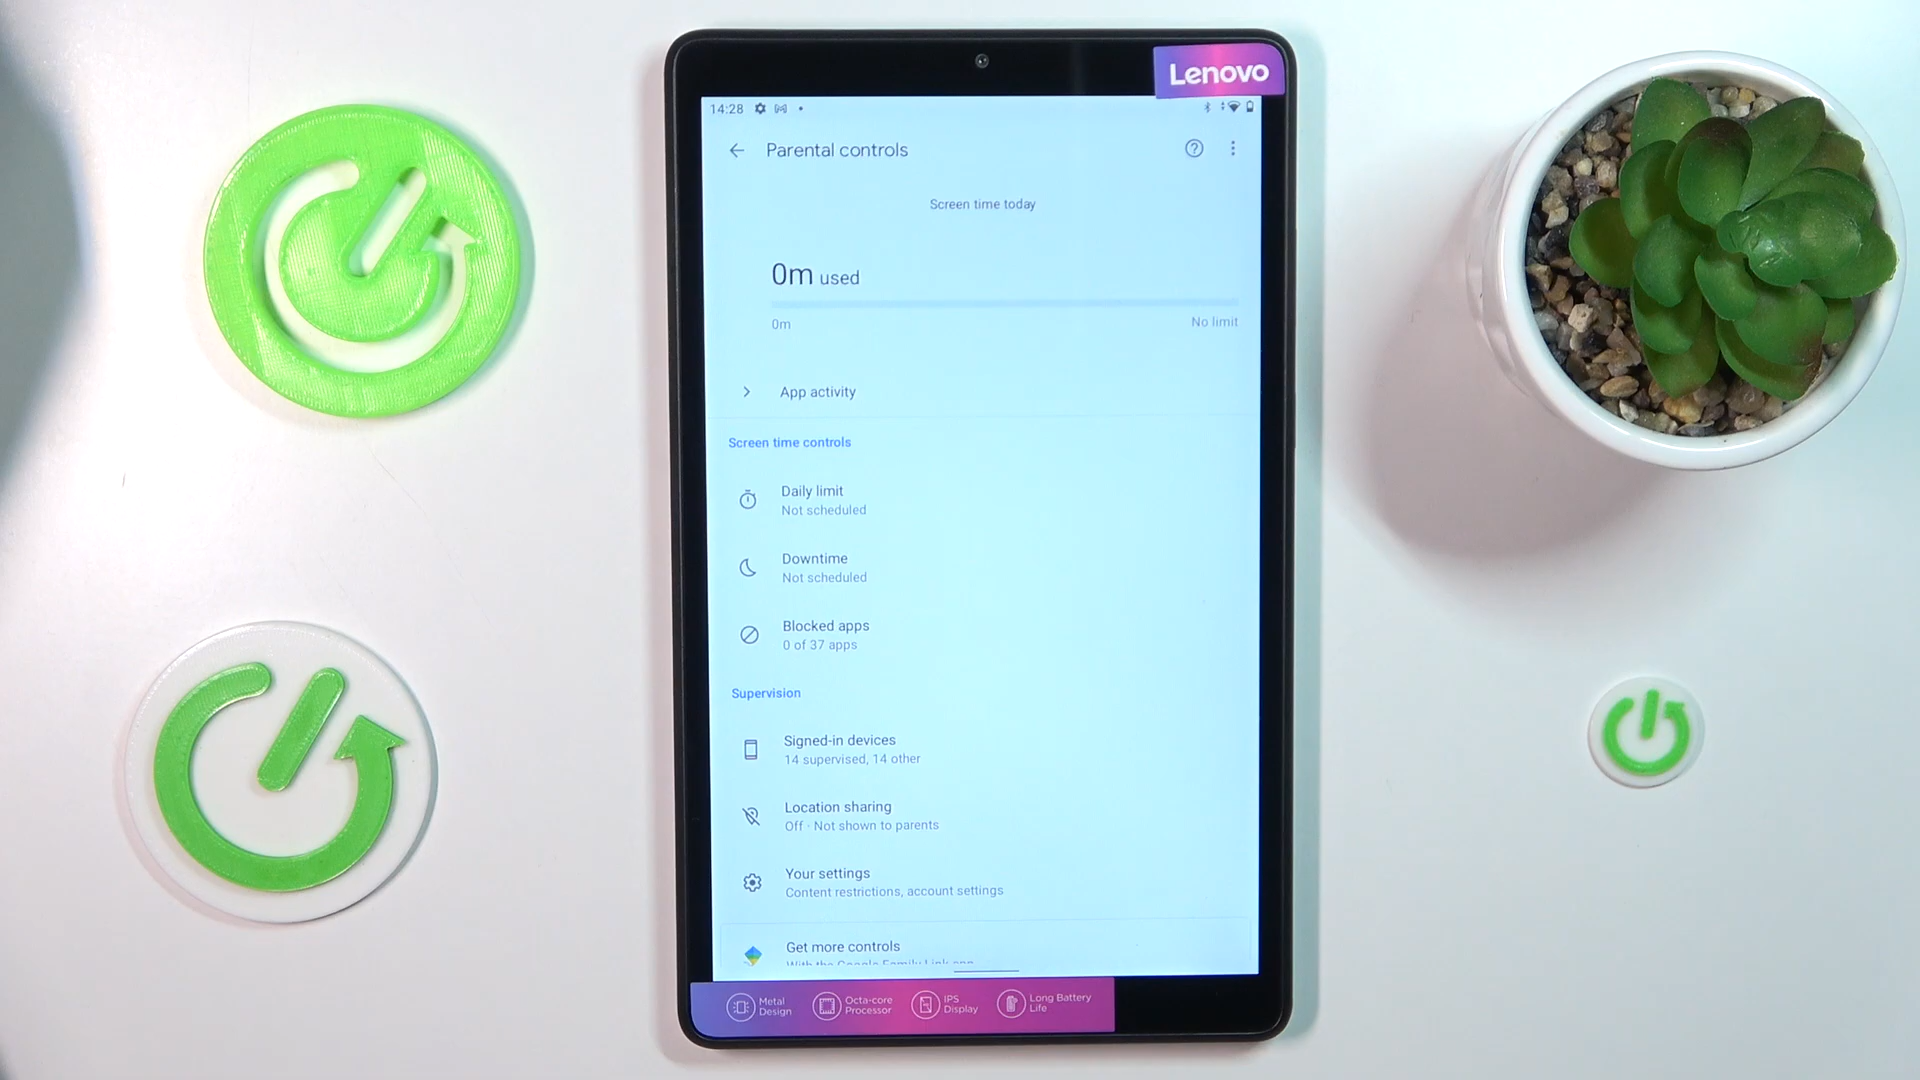 Lenovo
14:28
Parental controls
Screen time today
0m used
0m
No limit
App activity
Screen time controls
Daily limit
Not scheduled
Downtime
Not scheduled
Blocked apps
0 of 37 apps
Supervision
Signed-in devices
14 supervised, 14 other
Location sharing
Off · Not shown to parents
Your settings
Content restrictions, account settings
Get more controls
With the Google Family Link app
Metal
Design
Octa-core
Processor
IPS
Display
Long Battery
Life